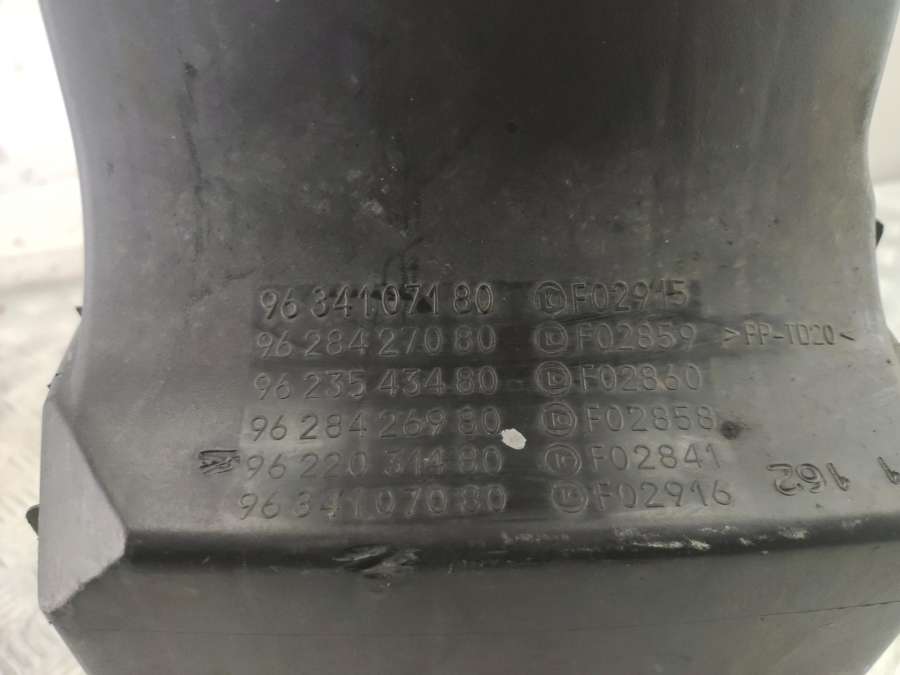 96 341 071 80 F02915
96 284 270 80 F02859 >PP-TD20<
96 235 434 80 F02860
96 284 269 80 F02858
96 220 314 80 F02841
96 341 070 80 F02916
162